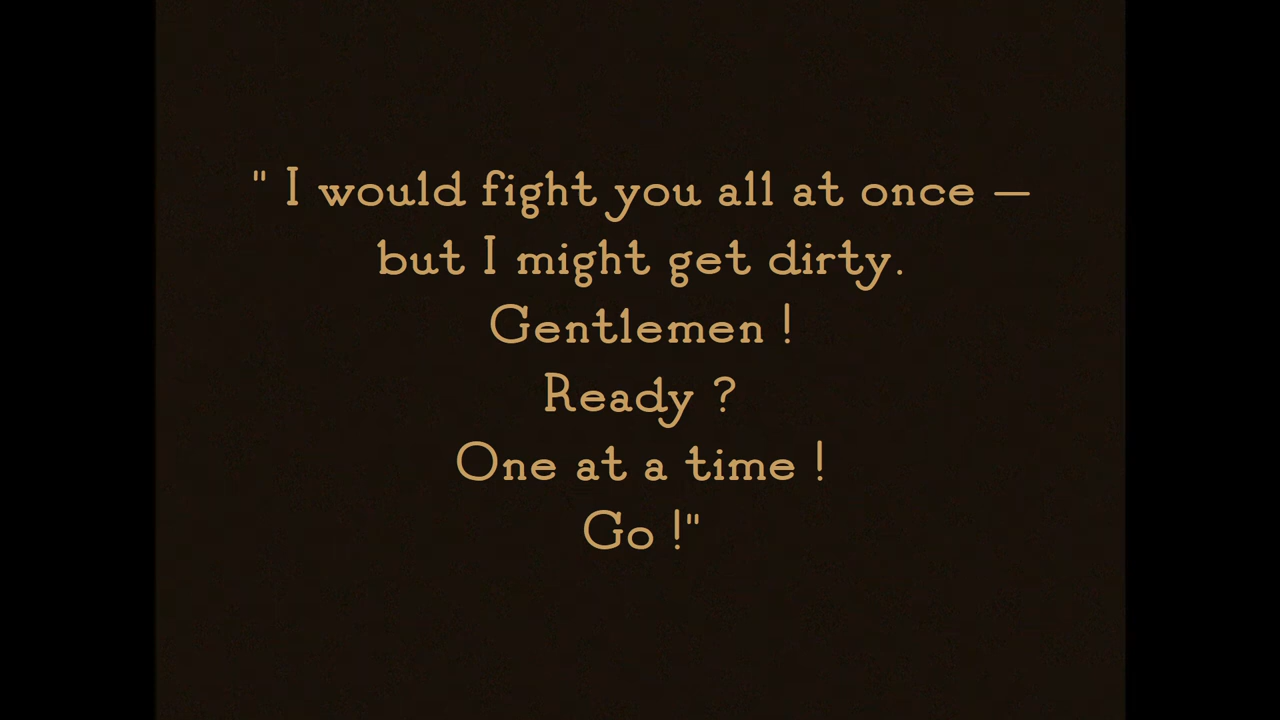 " I would fight you all at once —
but I might get dirty.
Gentlemen !
Ready ?
One at a time !
Go !"